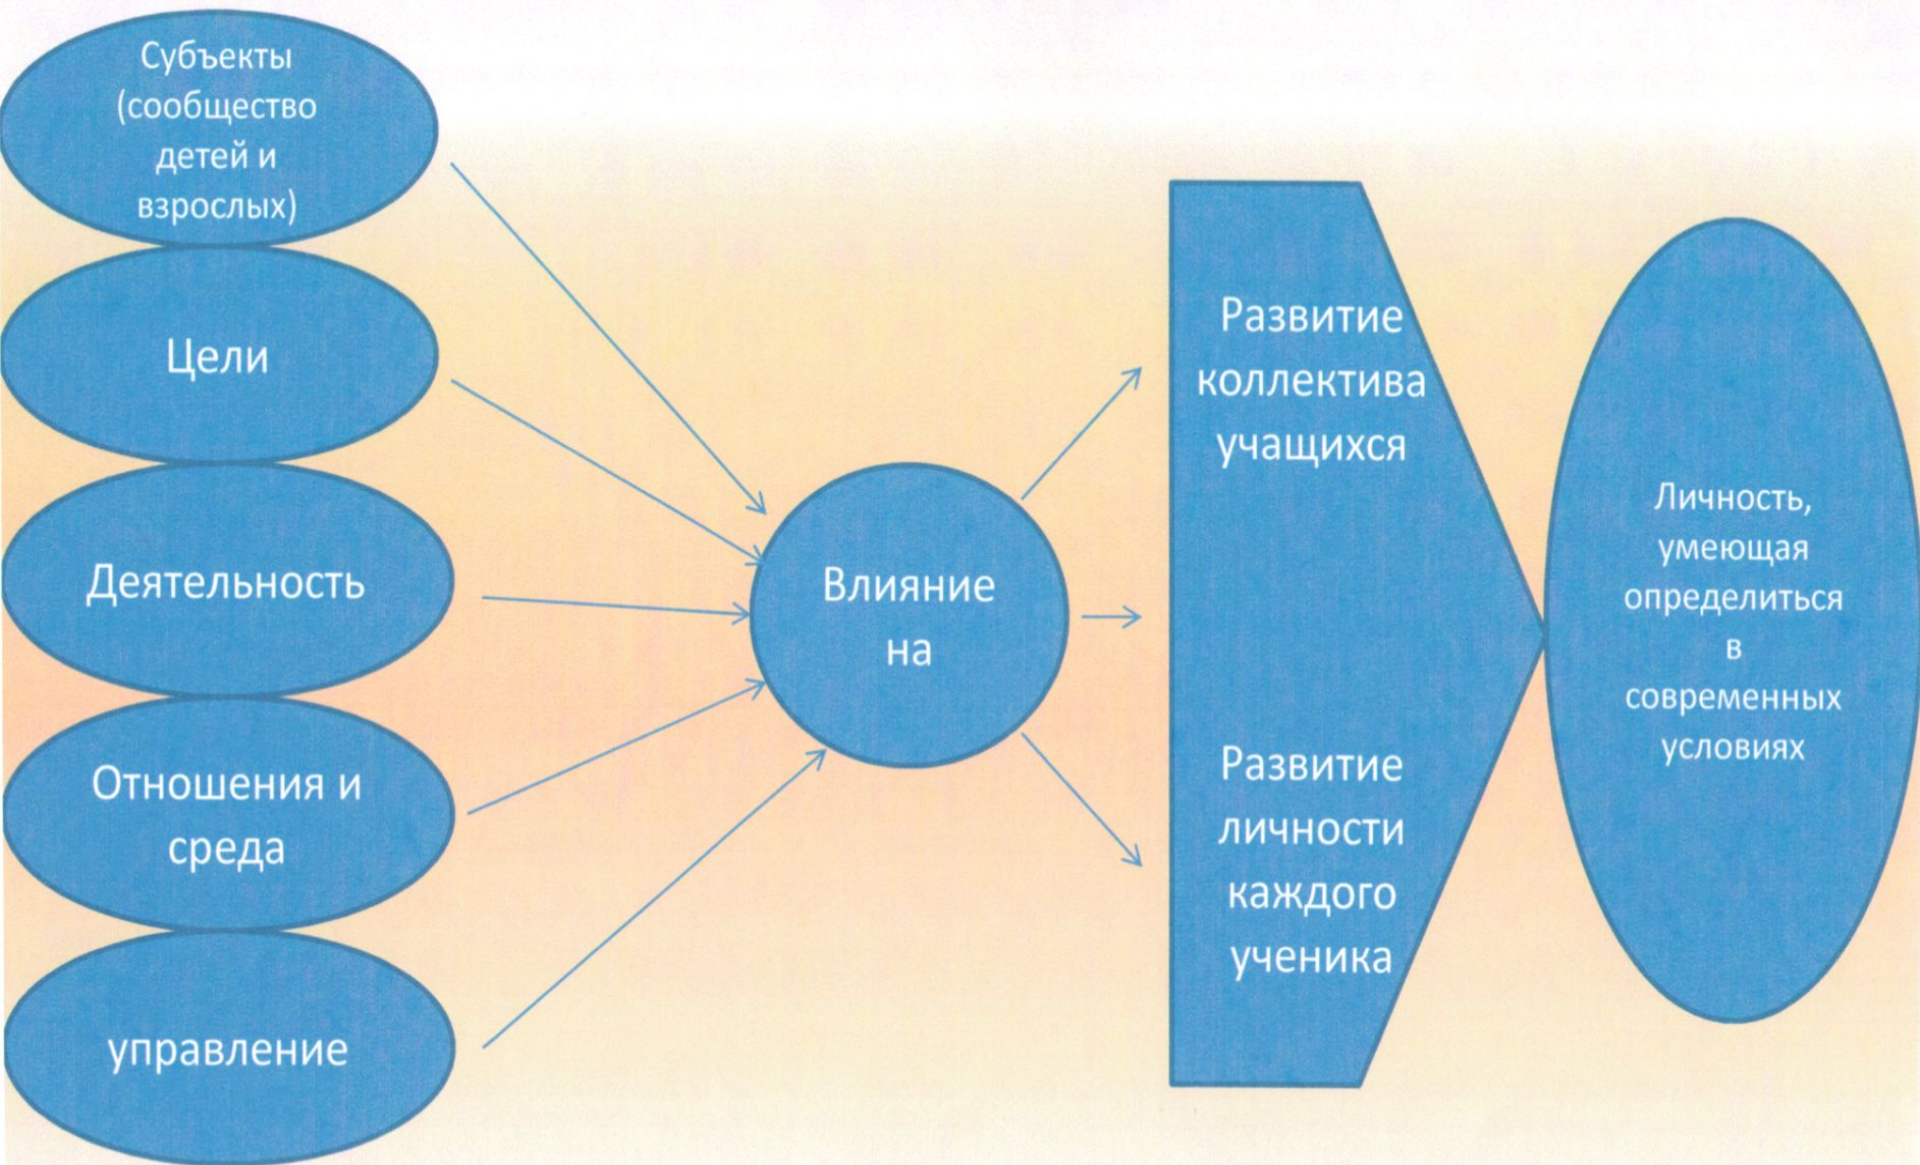 Субъекты
(сообщество
детей и
взрослых)
Цели
Деятельность
Отношения и
среда
управление
Влияние
на
Развитие
коллектива
учащихся
Развитие
личности
каждого
ученика
Личность,
умеющая
определиться
в
современных
условиях